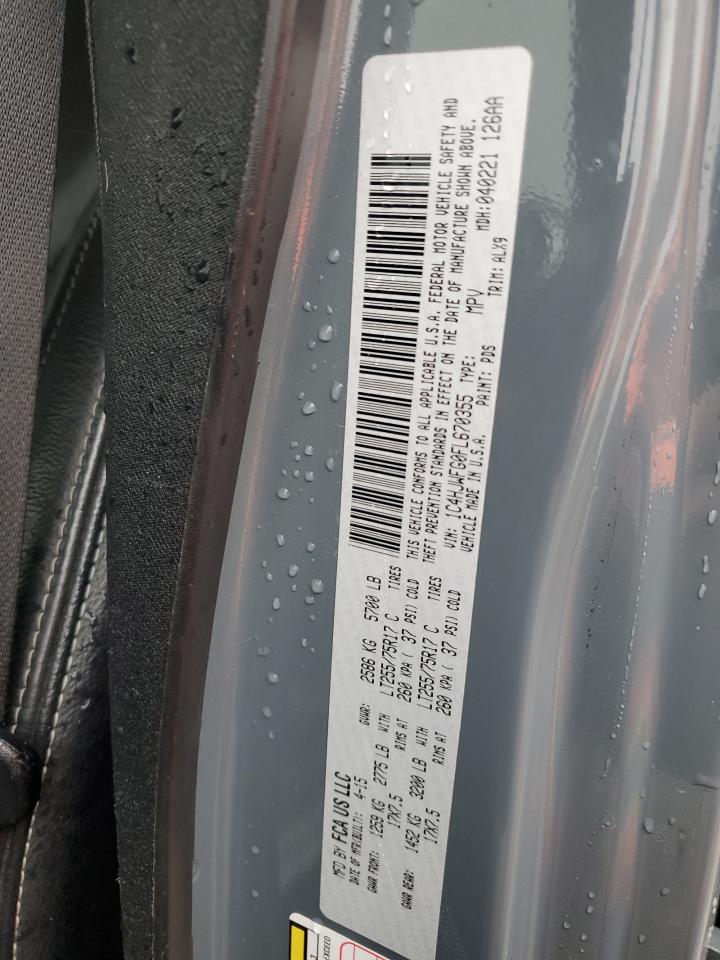 MFD BY FCA US LLC
DATE OF MFR(BUILT): 4-15 GVWR: 2586 KG 5700 LB
GAWR FRONT: 1259 KG 2775 LB WITH LT255/75R17 C TIRES
17X7.5 RIMS AT 260 KPA ( 37 PSI) COLD
GAWR REAR: 1452 KG 3200 LB WITH LT255/75R17 C TIRES
17X7.5 RIMS AT 260 KPA ( 37 PSI) COLD
THIS VEHICLE CONFORMS TO ALL APPLICABLE U.S.A. FEDERAL MOTOR VEHICLE SAFETY AND
THEFT PREVENTION STANDARDS IN EFFECT ON THE DATE OF MANUFACTURE SHOWN ABOVE.
VIN: 1C4HJWFG0FL670355 TYPE: MPV MDH:040221 126AA
VEHICLE MADE IN U.S.A. PAINT: PDS TRIM: ALX9
EXCEED